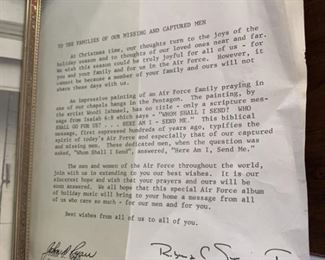 TO THE FAMILIES OF OUR MISSING AND CAPTURED MEN
At Christmas time, our thoughts turn to the joys of the
holiday season and to thoughts of our loved ones near and far.
We wish this season could be truly joyful for all of us - for
you and your family and for us in the Air Force. However, it
cannot be because a member of your family and ours will not
share these days with us.
An impressive painting of an Air Force family praying in
one of our chapels hangs in the Pentagon. The painting, by
the artist Woodi Ishmael, has no title - only a scripture mes-
sage from Isaiah 6:8 which says - "WHOM SHALL I SEND? WHO
SHALL GO FOR US? ... HERE AM I - SEND ME." This biblical
message, first expressed hundreds of years ago, typifies the
spirit of today's Air Force and especially that of our captured
and missing men. These dedicated men, when the question was
asked, "Whom Shall I Send", answered, "Here Am I, Send Me."
The men and women of the Air Force throughout the world,
join with us in extending to you our best wishes. It is our
sincerest hope and wish that your prayers and ours will be
soon answered. We all hope that this special Air Force album
of holiday music will bring to your home a message - from all of
us who care so much - for our men and for you.
Best wishes from all of us to all of you.